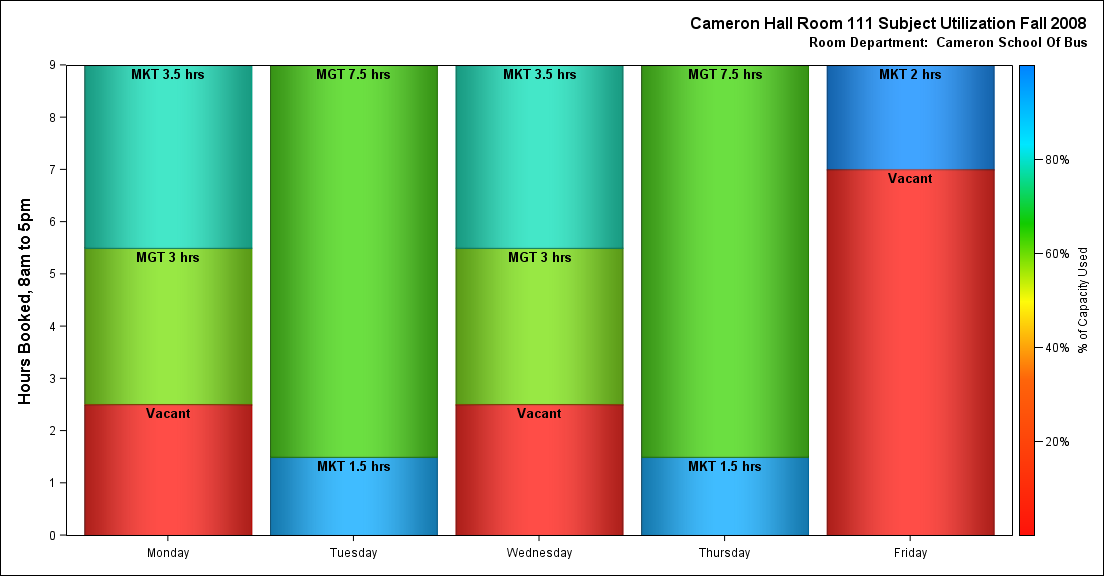 Cameron Hall Room 111 Subject Utilization Fall 2008
Room Department:  Cameron School Of Bus
Hours Booked, 8am to 5pm
9
8
7
6
5
4
3
2
1
0
MKT 3.5 hrs
MGT 3 hrs
Vacant
MGT 7.5 hrs
MKT 1.5 hrs
MKT 3.5 hrs
MGT 3 hrs
Vacant
MGT 7.5 hrs
MKT 1.5 hrs
MKT 2 hrs
Vacant
Monday
Tuesday
Wednesday
Thursday
Friday
80%
60%
40%
20%
% of Capacity Used